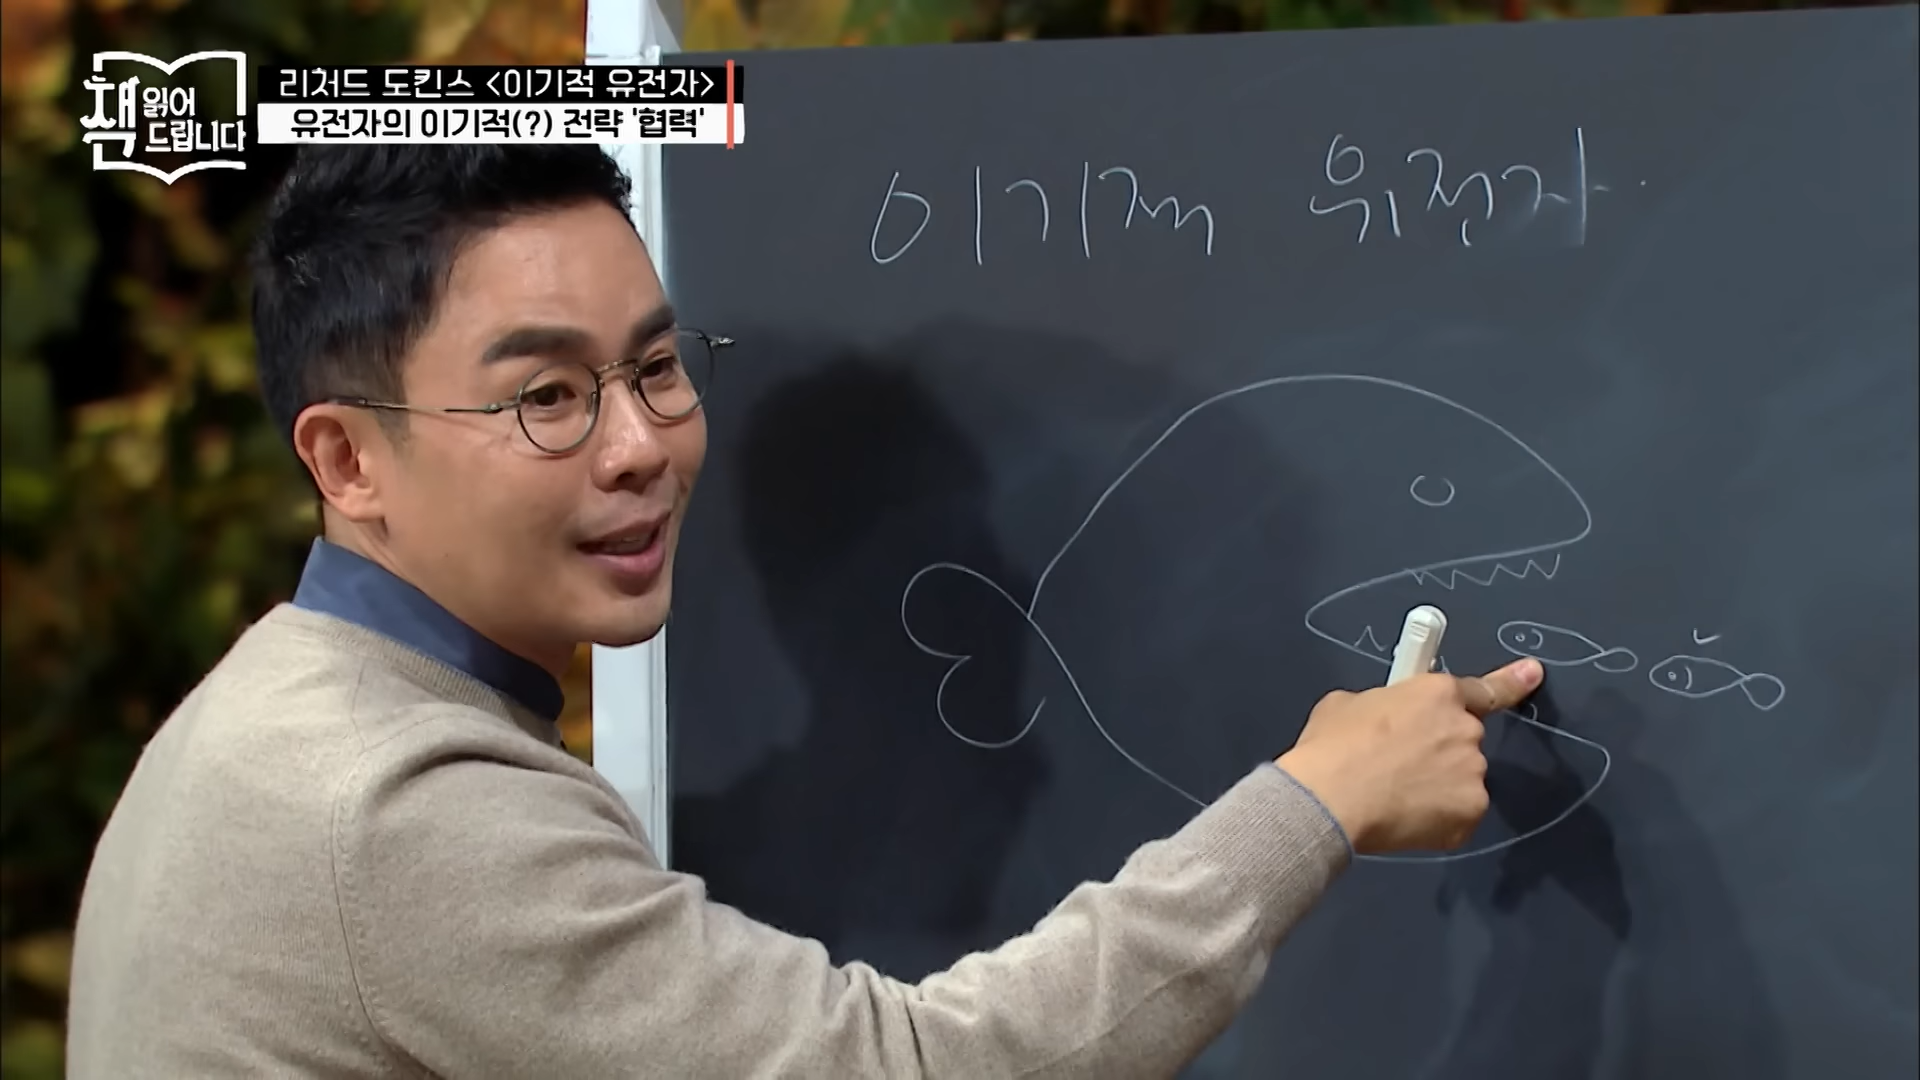 책 읽어 드립니다
리처드 도킨스 <이기적 유전자>
유전자의 이기적(?) 전략 '협력'
이기적 유전자.